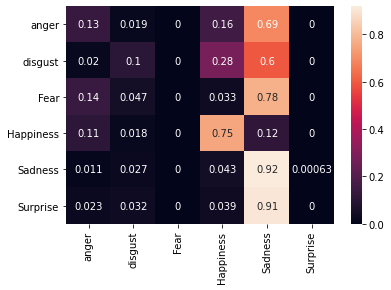 anger 0.13 0.019 0 0.16 0.69 0
disgust 0.02 0.1 0 0.28 0.6 0
Fear 0.14 0.047 0 0.033 0.78 0
Happiness 0.11 0.018 0 0.75 0.12 0
Sadness 0.011 0.027 0 0.043 0.92 0.00063
Surprise 0.023 0.032 0 0.039 0.91 0
anger disgust Fear Happiness Sadness Surprise
0.8
0.6
0.4
0.2
0.0